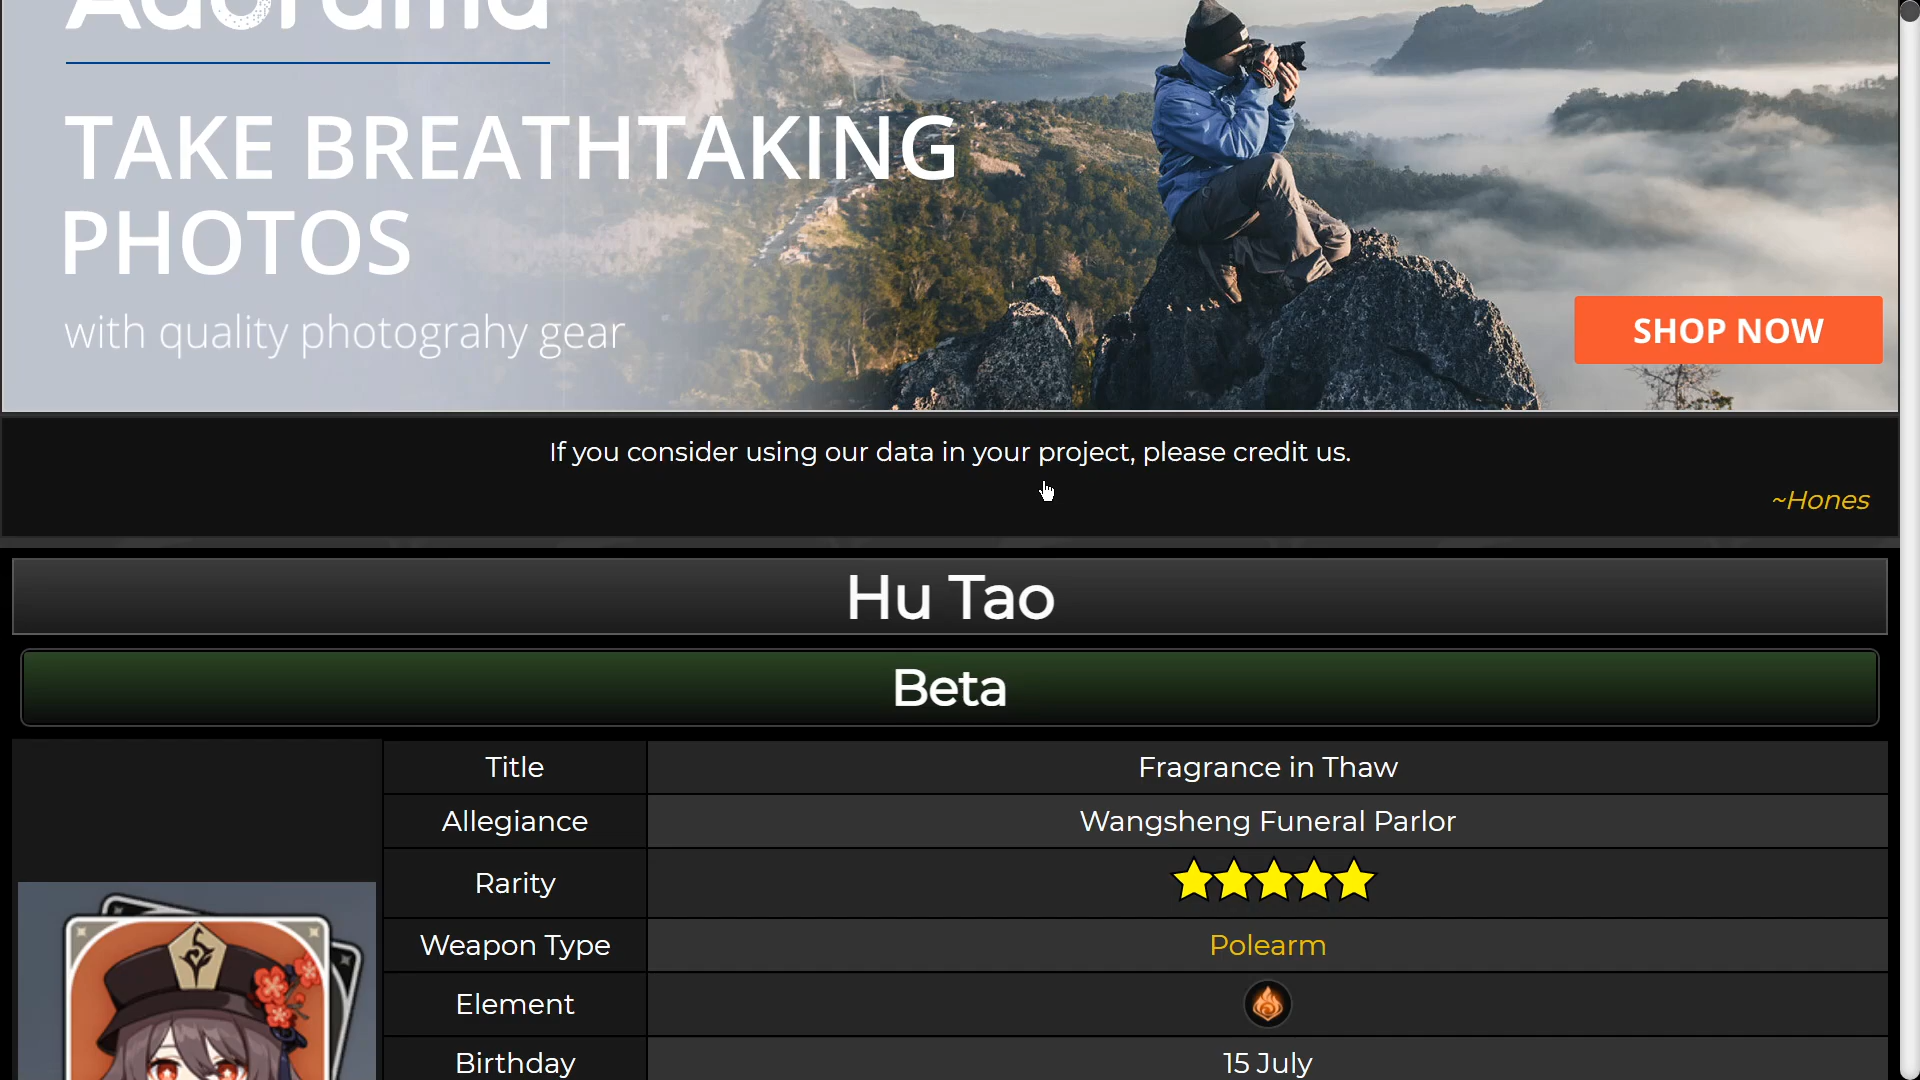 Adorama
TAKE BREATHTAKING
PHOTOS
with quality photograhy gear
SHOP NOW
If you consider using our data in your project, please credit us.
~Hones
Hu Tao
Beta
Title Fragrance in Thaw
Allegiance Wangsheng Funeral Parlor
Rarity
Weapon Type Polearm
Element
Birthday 15 July